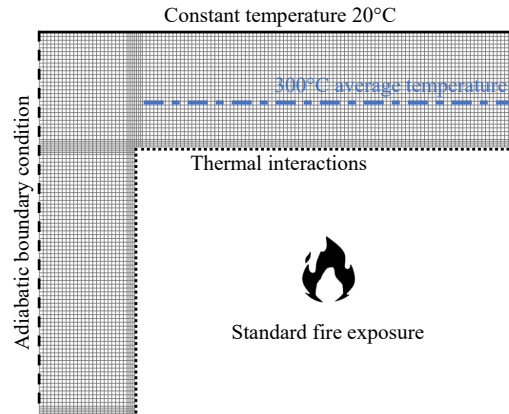 Constant temperature 20°C
300°C average temperature
Adiabatic boundary condition
Thermal interactions
Standard fire exposure